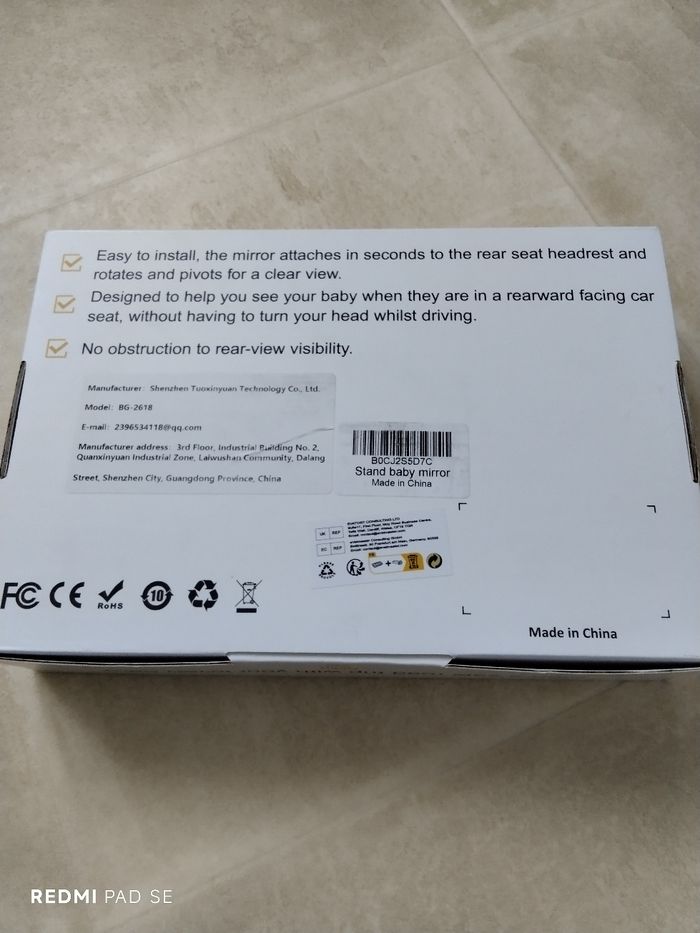 Easy to install, the mirror attaches in seconds to the rear seat headrest and
rotates and pivots for a clear view.
Designed to help you see your baby when they are in a rearward facing car
seat, without having to turn your head whilst driving.
No obstruction to rear-view visibility.
Manufacturer: Shenzhen Tuoxinyuan Technology Co., Ltd.
Model: BG-2618
E-mail: 2396534118@qq.com
Manufacturer address: 3rd Floor, Industrial Building No. 2,
Quanxinyuan Industrial Zone, Laiwushan Community, Dalang
Street, Shenzhen City, Guangdong Province, China
B0CJ2S5D7C
Stand baby mirror
Made in China
UK REP
EC REP
FC CE RoHS 10
Made in China
REDMI PAD SE